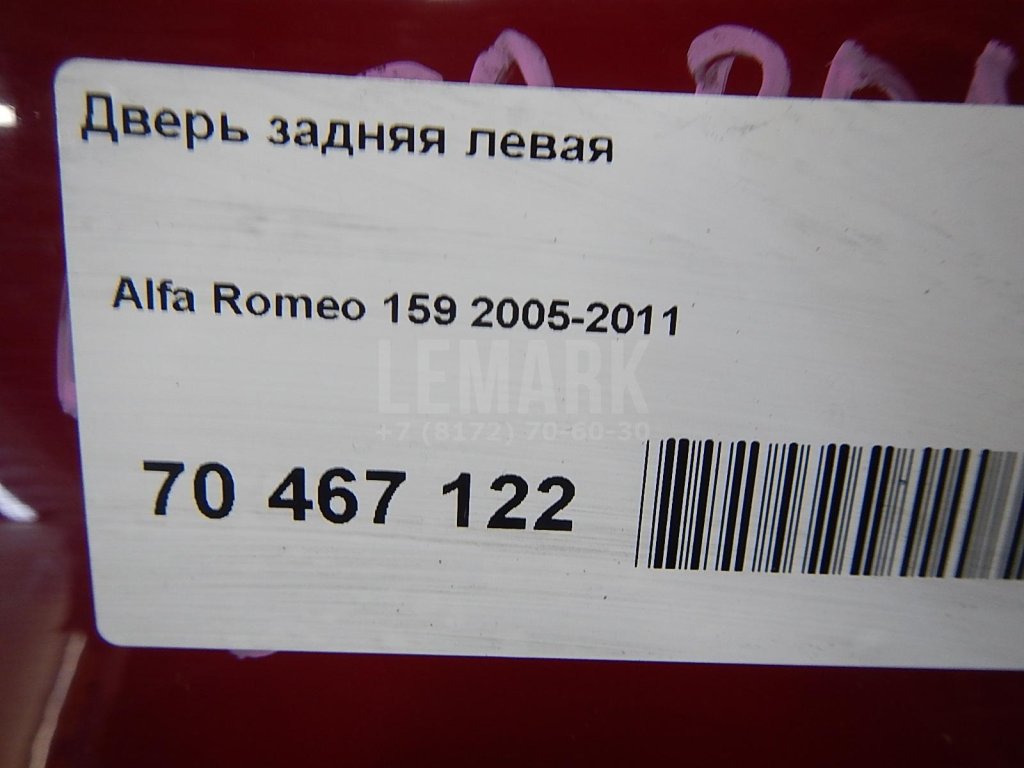 Дверь задняя левая
Alfa Romeo 159 2005-2011
LEMARK
+7 (8172) 70-60-30
70 467 122